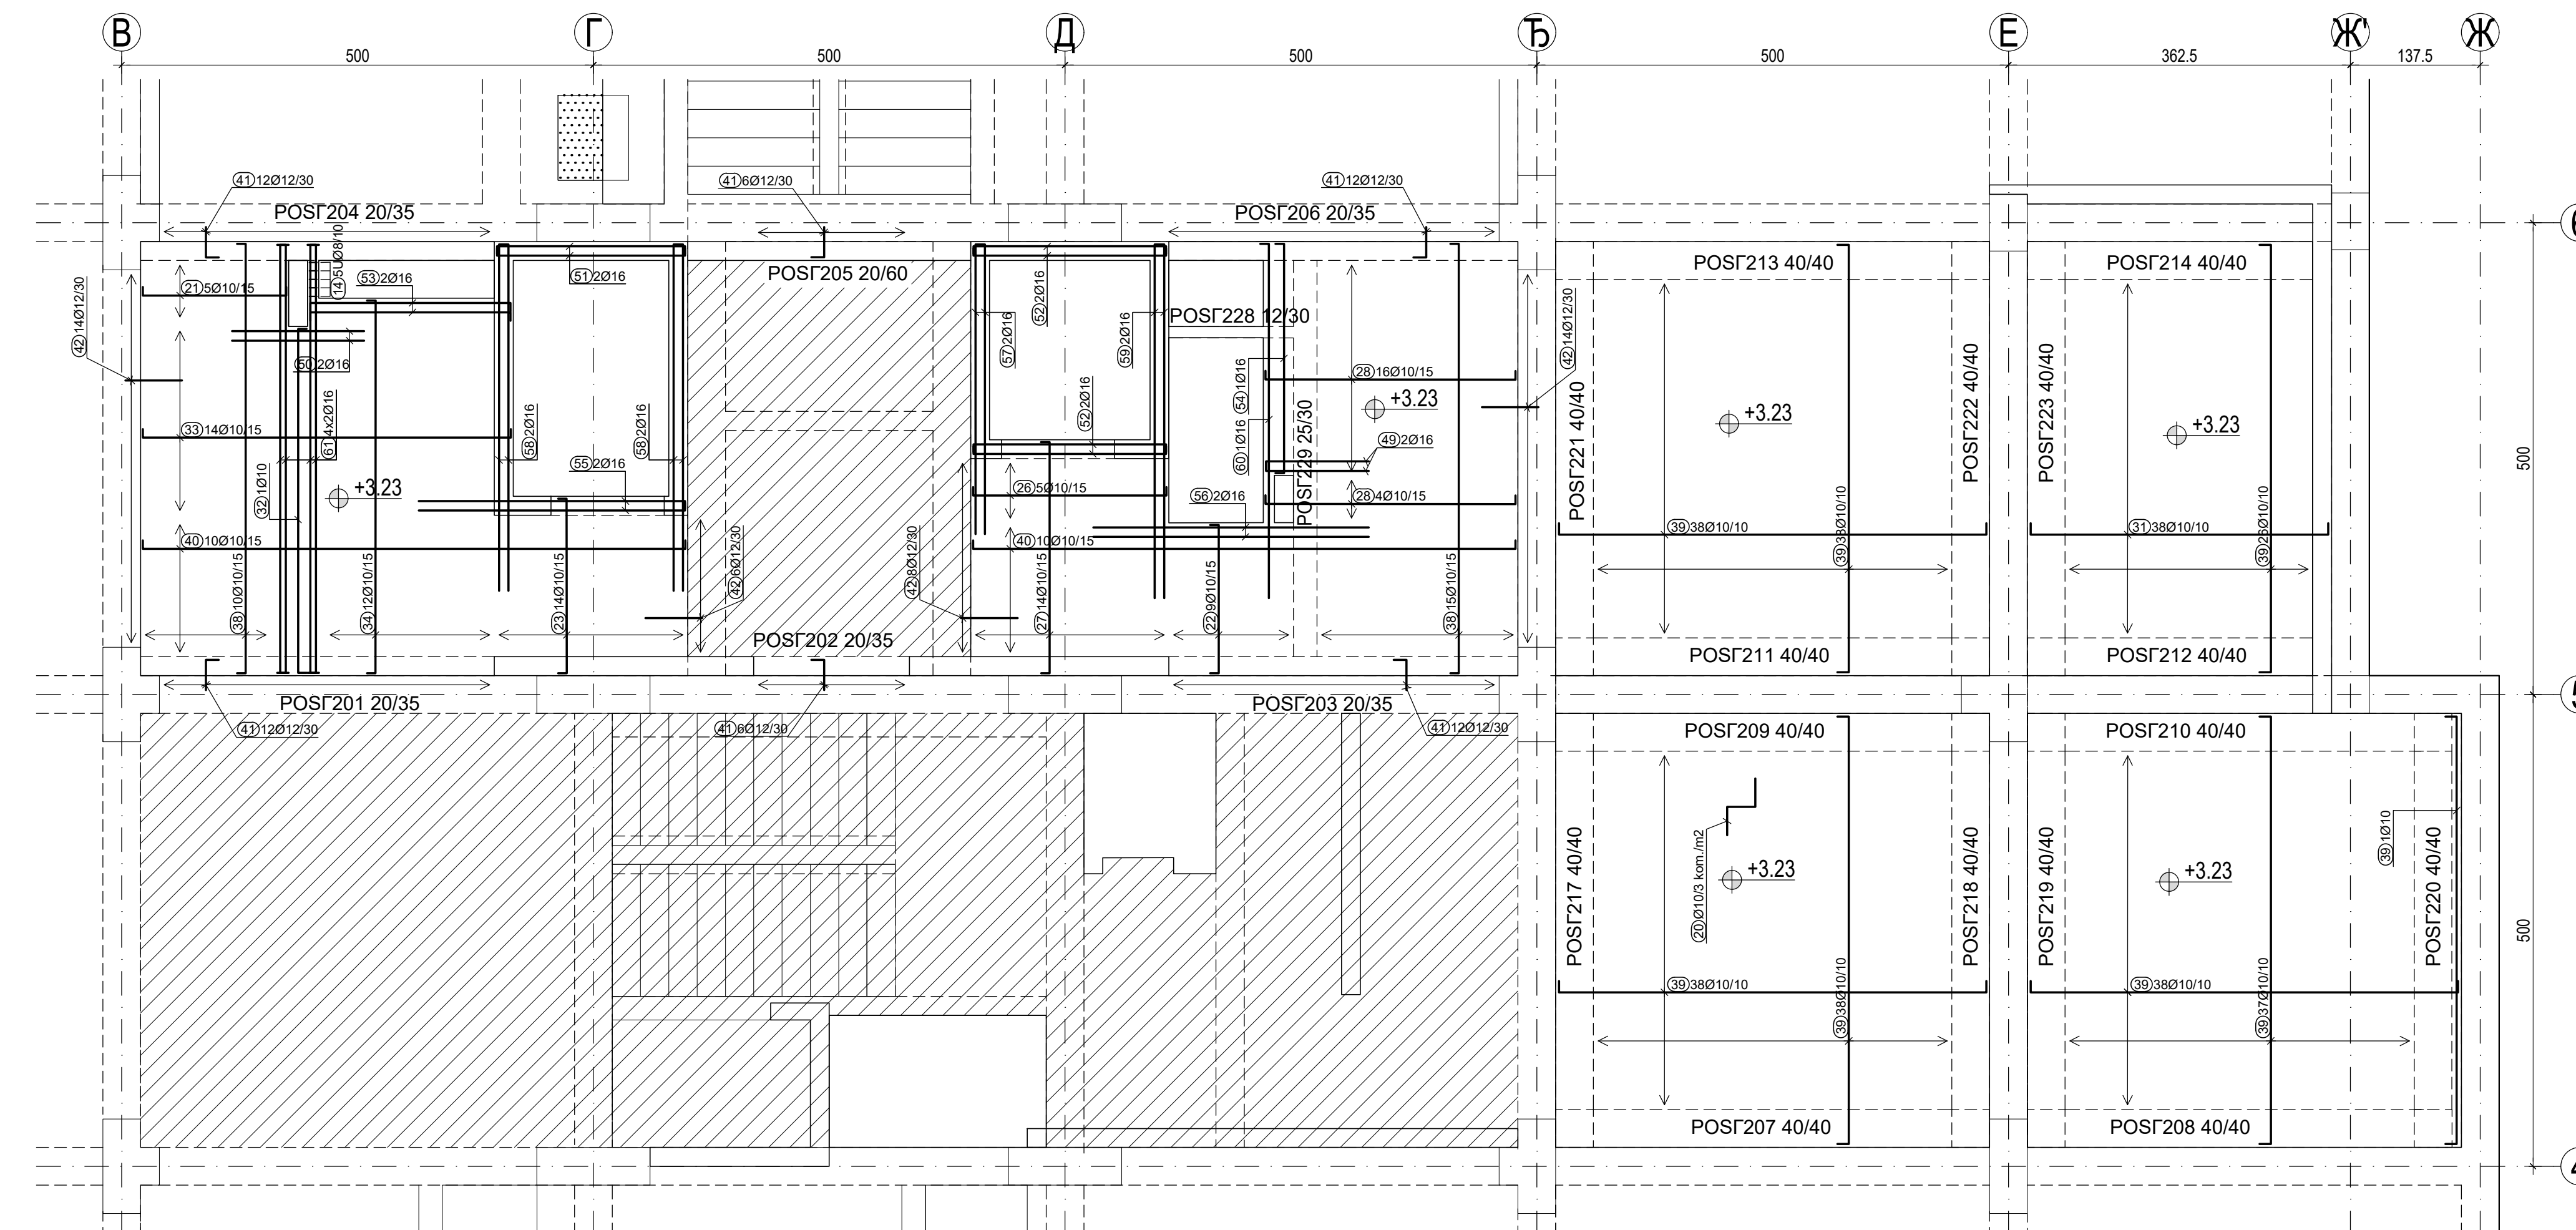 В
Г
Д
Ђ
Е
Ж'
Ж
500
500
500
500
362.5
137.5
41 12Ø12/30
41 6Ø12/30
41 12Ø12/30
POSГ204 20/35
POSГ206 20/35
POSГ205 20/60
POSГ213 40/40
POSГ214 40/40
14 5UØ8/10
53 2Ø16
51 2Ø16
52 2Ø16
21 5Ø10/15
42 14Ø12/30
42 14Ø12/30
POSГ228 12/30
57 2Ø16
59 2Ø16
50 2Ø16
28 16Ø10/15
54 1Ø16
+3.23
+3.23
+3.23
52 2Ø16
61 4x2Ø16
58 2Ø16
58 2Ø16
33 14Ø10/15
60 1Ø16
POSГ229 25/30
49 2Ø16
POSГ221 40/40
POSГ222 40/40
POSГ223 40/40
500
55 2Ø16
32 1Ø10
+3.23
26 5Ø10/15
56 2Ø16
28 4Ø10/15
39 38Ø10/10
39 38Ø10/10
31 38Ø10/10
39 26Ø10/10
40 10Ø10/15
40 10Ø10/15
42 6Ø12/30
42 8Ø12/30
38 10Ø10/15
34 12Ø10/15
23 14Ø10/15
27 14Ø10/15
22 9Ø10/15
38 15Ø10/15
POSГ202 20/35
POSГ211 40/40
POSГ212 40/40
5
POSГ201 20/35
POSГ203 20/35
41 12Ø12/30
41 6Ø12/30
41 12Ø12/30
POSГ209 40/40
POSГ210 40/40
20 Ø10/3 kom./m2
+3.23
+3.23
39 1Ø10
POSГ217 40/40
POSГ218 40/40
POSГ219 40/40
POSГ220 40/40
500
39 38Ø10/10
39 38Ø10/10
39 38Ø10/10
39 37Ø10/10
POSГ207 40/40
POSГ208 40/40
4